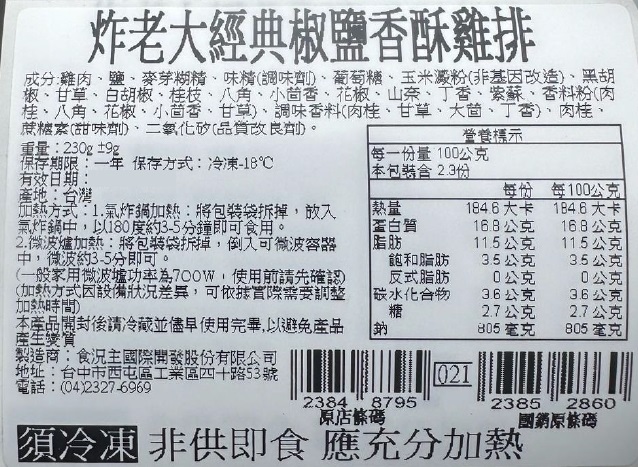 炸老大經典椒鹽香酥雞排
成分:雞肉、鹽、麥芽糊精、味精(調味劑)、葡萄糖、玉米澱粉(非基因改造)、黑胡
椒、甘草、白胡椒、桂枝、八角、小茴香、花椒、山奈、丁香、紫蘇、香料粉(肉
桂、八角、花椒、小茴香、甘草)、調味香料(肉桂、甘草、大茴、丁香)、肉桂、
蔗糖素(甜味劑)、二氧化矽(品質改良劑)。
重量：230g ±9g
保存期限：一年 保存方式：冷凍-18℃
有效日期：
產地：台灣
加熱方式：1.氣炸鍋加熱：將包裝袋拆掉，放入
氣炸鍋中，以180度約3-5分鐘即可食用。
2.微波爐加熱：將包裝袋拆掉，倒入可微波容器
中，微波約3-5分即可。
(一般家用微波爐功率為700W，使用前請先確認)
(加熱方式因設備狀況差異，可依據實際需要調整
加熱時間)
本產品開封後請冷藏並儘早使用完畢,以避免產品
產生變質
製造商：食況主國際開發股份有限公司
地址：台中市西屯區工業區四十路53號
電話：(04)2327-6969
營養標示
每一份量 100公克
本包裝含 2.3份
每份 每100公克
熱量 184.6 大卡 184.6 大卡
蛋白質 16.8 公克 16.8 公克
脂肪 11.5 公克 11.5 公克
飽和脂肪 3.5 公克 3.5 公克
反式脂肪 0 公克 0 公克
碳水化合物 3.6 公克 3.6 公克
糖 2.7 公克 2.7 公克
鈉 805 毫克 805 毫克
021
2384 8795
原店條碼
2385 2860
團銷原條碼
須冷凍 非供即食 應充分加熱